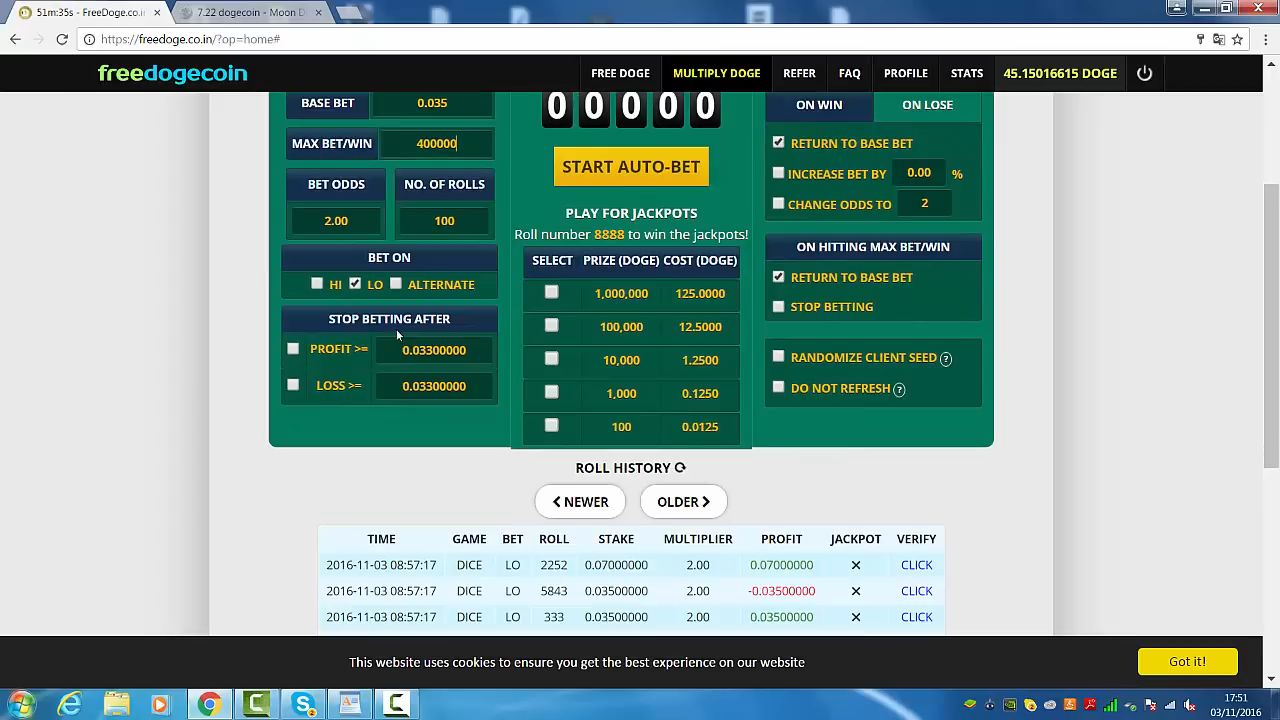 51m:35s - FreeDoge.co.in
7.22 dogecoin - Moon D
https://freedoge.co.in/?op=home#
freedogecoin
FREE DOGE
MULTIPLY DOGE
REFER
FAQ
PROFILE
STATS
45.15016615 DOGE
BASE BET
0.035
MAX BET/WIN
400000
BET ODDS
NO. OF ROLLS
2.00
100
BET ON
HI
LO
ALTERNATE
STOP BETTING AFTER
PROFIT >=
0.03300000
LOSS >=
0.03300000
0 0 0 0 0
START AUTO-BET
PLAY FOR JACKPOTS
Roll number 8888 to win the jackpots!
SELECT PRIZE (DOGE) COST (DOGE)
1,000,000 125.0000
100,000 12.5000
10,000 1.2500
1,000 0.1250
100 0.0125
ON WIN
ON LOSE
RETURN TO BASE BET
INCREASE BET BY 0.00 %
CHANGE ODDS TO 2
ON HITTING MAX BET/WIN
RETURN TO BASE BET
STOP BETTING
RANDOMIZE CLIENT SEED ?
DO NOT REFRESH ?
ROLL HISTORY
NEWER
OLDER
TIME GAME BET ROLL STAKE MULTIPLIER PROFIT JACKPOT VERIFY
2016-11-03 08:57:17 DICE LO 2252 0.07000000 2.00 0.07000000 CLICK
2016-11-03 08:57:17 DICE LO 5843 0.03500000 2.00 -0.03500000 CLICK
2016-11-03 08:57:17 DICE LO 333 0.03500000 2.00 0.03500000 CLICK
This website uses cookies to ensure you get the best experience on our website
Got it!
17:51
03/11/2016